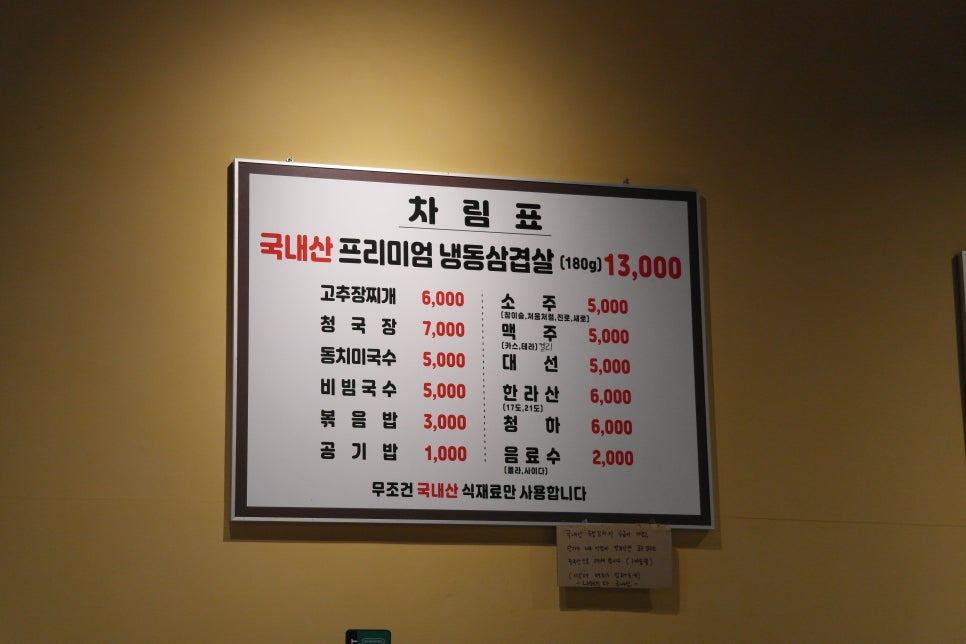 차림표
국내산 프리미엄 냉동삼겹살 (180g) 13,000
고추장찌개 6,000
청국장 7,000
동치미국수 5,000
비빔국수 5,000
볶음밥 3,000
공기밥 1,000
소주 5,000
(참이슬,처음처럼,진로,새로)
맥주 5,000
(카스,테라) 켈리
대선 5,000
한라산 6,000
(17도,21도)
청하 6,000
음료수 2,000
(콜라,사이다)
무조건 국내산 식재료만 사용합니다
국내산